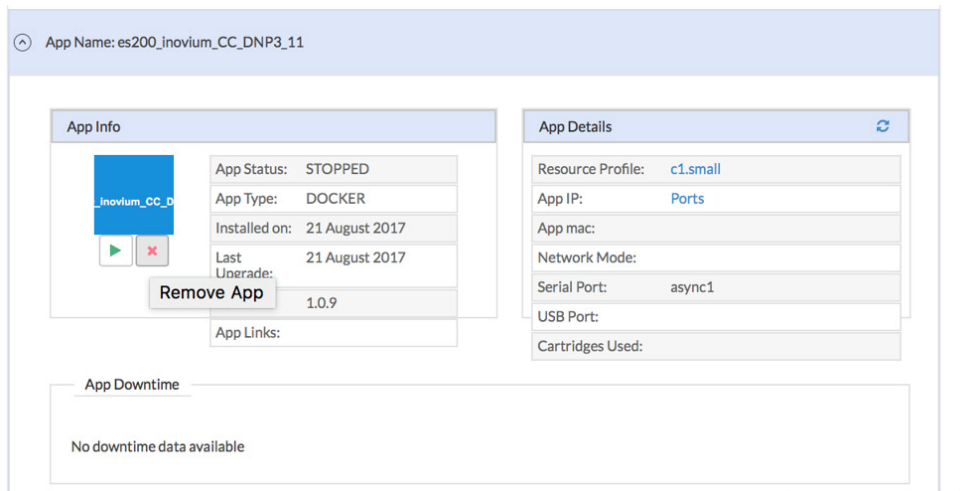 App Name: es200_inovium_CC_DNP3_11
App Info
_inovium_CC_D
App Status: STOPPED
App Type: DOCKER
Installed on: 21 August 2017
Last 21 August 2017
Upgrade:
Remove App
1.0.9
App Links:
App Details
Resource Profile: c1.small
App IP: Ports
App mac:
Network Mode:
Serial Port: async1
USB Port:
Cartridges Used:
App Downtime
No downtime data available